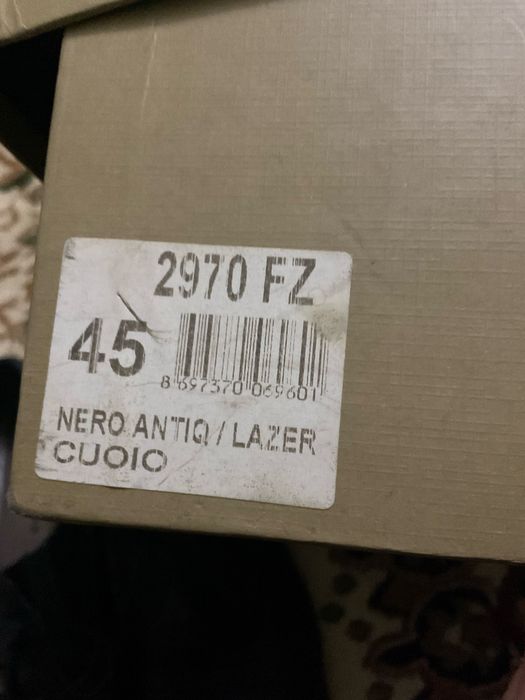 2970 FZ
45
8 697370 069601
NERO ANTIQ / LAZER
CUOIO